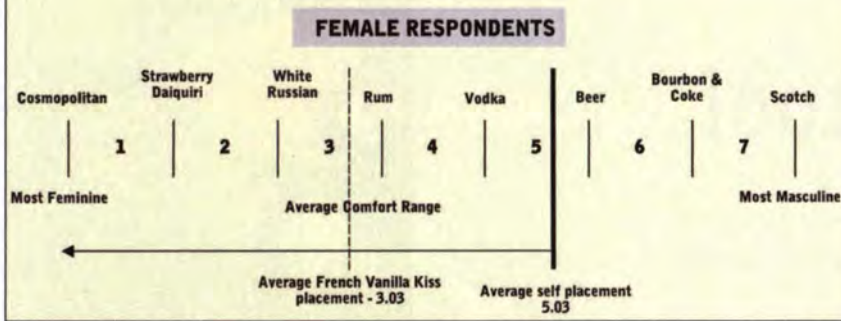 FEMALE RESPONDENTS
Cosmopolitan
Strawberry
Daiquiri
White
Russian
Rum
Vodka
Beer
Bourbon &
Coke
Scotch
1 2 3 4 5 6 7
Most Feminine
Average Comfort Range
Most Masculine
Average French Vanilla Kiss
placement - 3.03
Average self placement
5.03